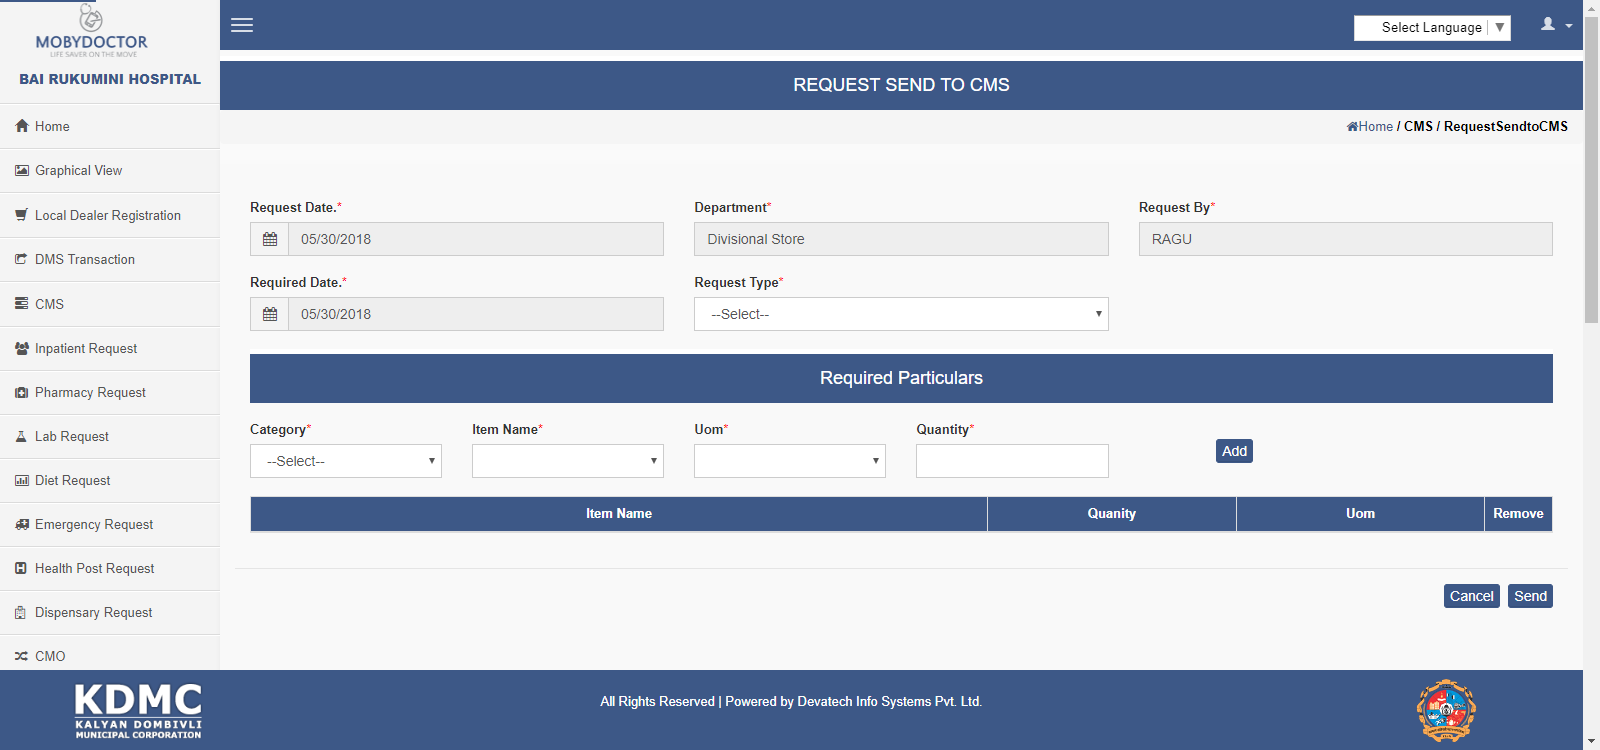 MOBYDOCTOR
LIFE SAVER ON THE MOVE
BAI RUKUMINI HOSPITAL
Home
Graphical View
Local Dealer Registration
DMS Transaction
CMS
Inpatient Request
Pharmacy Request
Lab Request
Diet Request
Emergency Request
Health Post Request
Dispensary Request
CMO
Select Language ▼
REQUEST SEND TO CMS
Home / CMS / RequestSendtoCMS
Request Date.* Department* Request By*
05/30/2018 Divisional Store RAGU
Required Date.* Request Type*
05/30/2018 --Select--
Required Particulars
Category* Item Name* Uom* Quantity*
--Select-- Add
Item Name Quanity Uom Remove
Cancel Send
KDMC
KALYAN DOMBIVLI
MUNICIPAL CORPORATION
All Rights Reserved | Powered by Devatech Info Systems Pvt. Ltd.